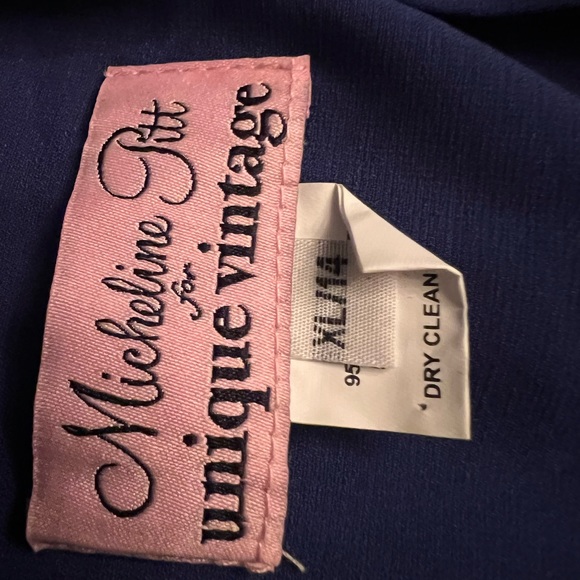 Micheline Pitt
for
unique vintage
XL/14
95
DRY CLEAN